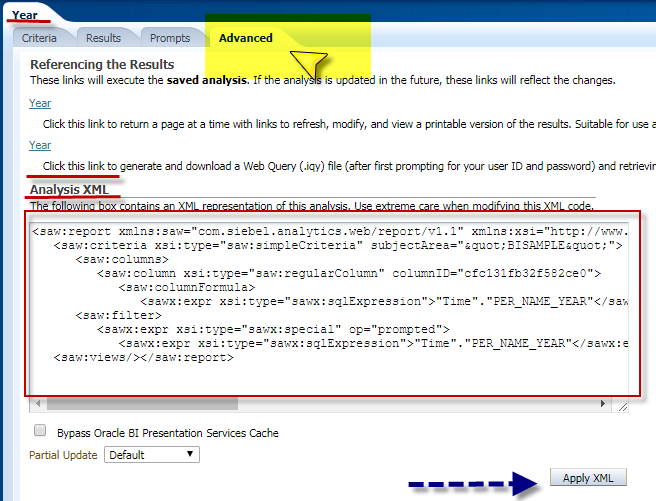 Year
Criteria Results Prompts Advanced
Referencing the Results
These links will execute the saved analysis. If the analysis is updated in the future, these links will reflect the changes.
Year
Click this link to return a page at a time with links to refresh, modify, and view a printable version of the results. Suitable for use a
Year
Click this link to generate and download a Web Query (.iqy) file (after first prompting for your user ID and password) and retrievin
Analysis XML
The following box contains an XML representation of this analysis. Use extreme care when modifying this XML code.
<saw:report xmlns:saw="com.siebel.analytics.web/report/v1.1" xmlns:xsi="http://www.
<saw:criteria xsi:type="saw:simpleCriteria" subjectArea="&quot;BISAMPLE&quot;">
<saw:columns>
<saw:column xsi:type="saw:regularColumn" columnID="cfc131fb32f582ce0">
<saw:columnFormula>
<sawx:expr xsi:type="sawx:sqlExpression">"Time"."PER_NAME_YEAR"</saw
<saw:filter>
<sawx:expr xsi:type="sawx:special" op="prompted">
<sawx:expr xsi:type="sawx:sqlExpression">"Time"."PER_NAME_YEAR"</sawx:e
<saw:views/></saw:report>
Bypass Oracle BI Presentation Services Cache
Partial Update Default
Apply XML